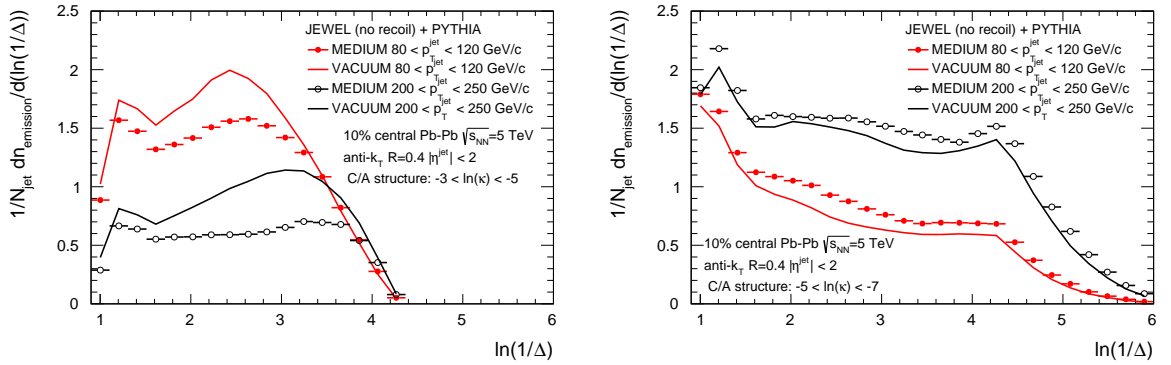 1/N_jet dn_emission/d(ln(1/Δ))
2.5
2
1.5
1
0.5
0
JEWEL (no recoil) + PYTHIA
MEDIUM 80 < p_T^jet < 120 GeV/c
VACUUM 80 < p_T^jet < 120 GeV/c
MEDIUM 200 < p_T^jet < 250 GeV/c
VACUUM 200 < p_T^jet < 250 GeV/c
10% central Pb-Pb √s_NN=5 TeV
anti-k_T R=0.4 |η^jet| < 2
C/A structure: -3 < ln(κ) < -5
1 2 3 4 5 6
ln(1/Δ)
1/N_jet dn_emission/d(ln(1/Δ))
2.5
2
1.5
1
0.5
0
JEWEL (no recoil) + PYTHIA
MEDIUM 80 < p_T^jet < 120 GeV/c
VACUUM 80 < p_T^jet < 120 GeV/c
MEDIUM 200 < p_T^jet < 250 GeV/c
VACUUM 200 < p_T^jet < 250 GeV/c
10% central Pb-Pb √s_NN=5 TeV
anti-k_T R=0.4 |η^jet| < 2
C/A structure: -5 < ln(κ) < -7
1 2 3 4 5 6
ln(1/Δ)